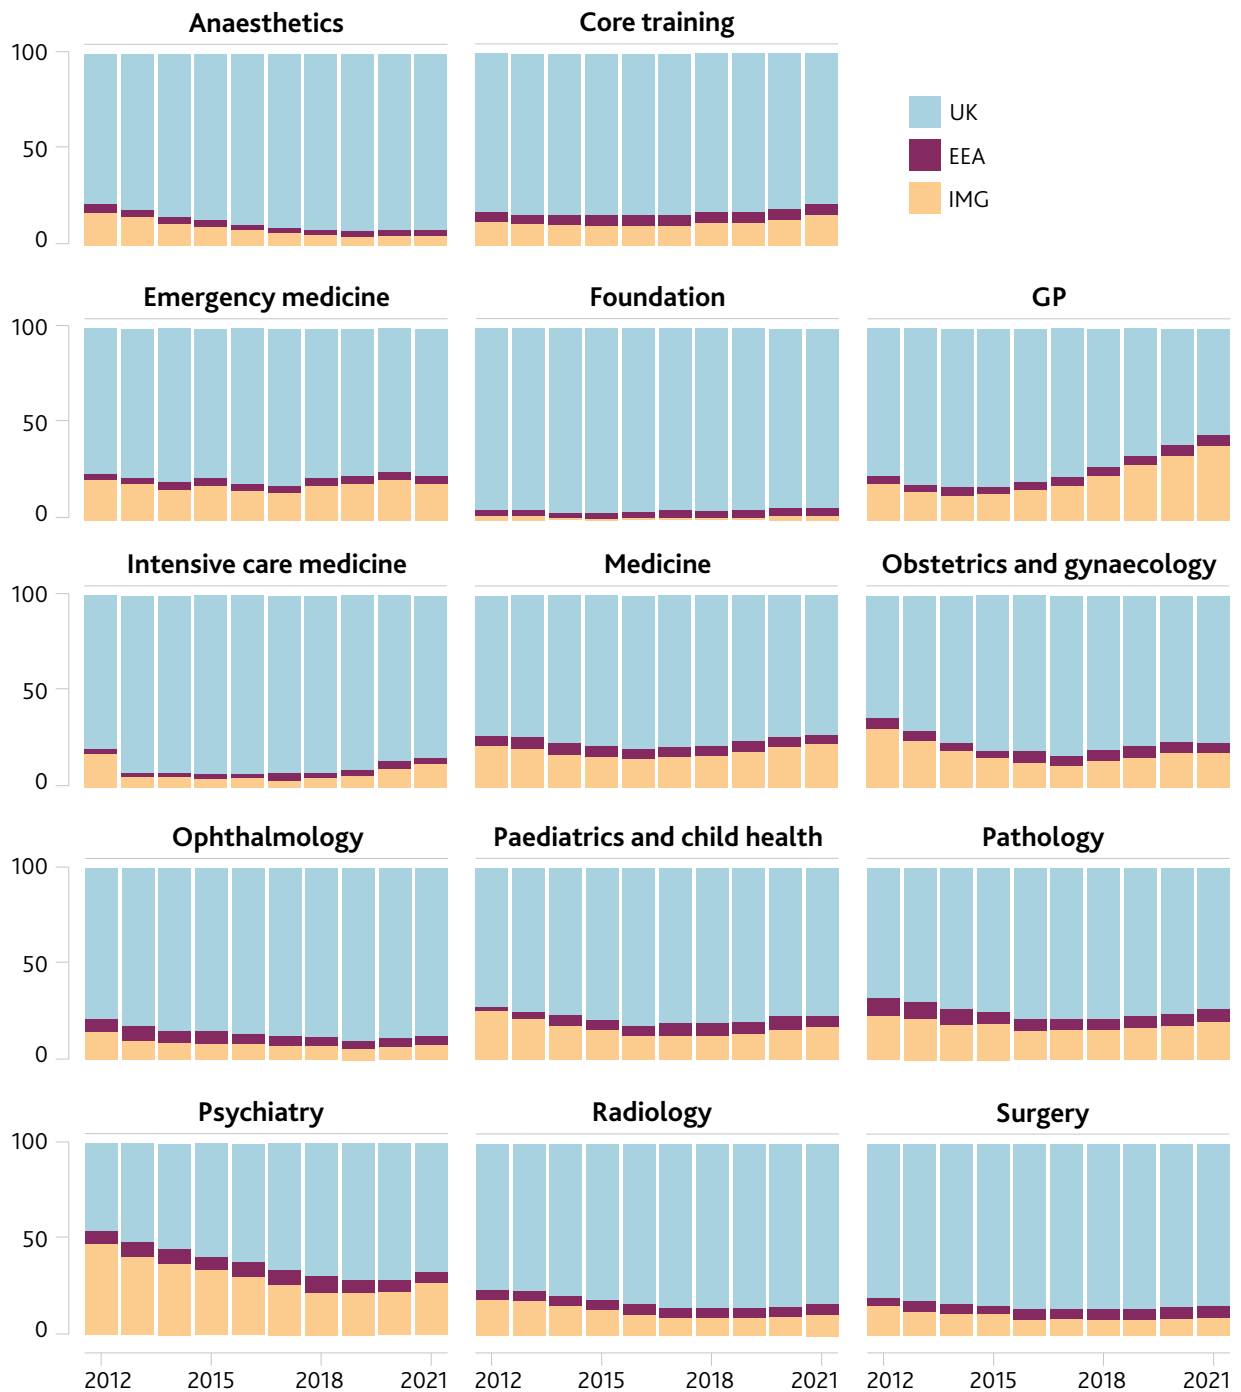 Anaesthetics
Core training
100
50
0
UK
EEA
IMG
Emergency medicine
Foundation
GP
100
50
0
Intensive care medicine
Medicine
Obstetrics and gynaecology
100
50
0
Ophthalmology
Paediatrics and child health
Pathology
100
50
0
Psychiatry
Radiology
Surgery
100
50
0
2012 2015 2018 2021
2012 2015 2018 2021
2012 2015 2018 2021